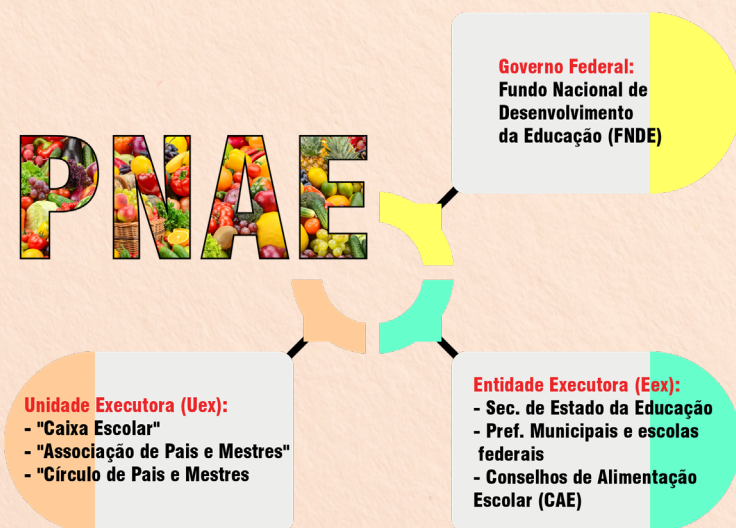 PNAE
Governo Federal:
Fundo Nacional de
Desenvolvimento
da Educação (FNDE)
Unidade Executora (Uex):
- "Caixa Escolar"
- "Associação de Pais e Mestres"
- "Círculo de Pais e Mestres
Entidade Executora (Eex):
- Sec. de Estado da Educação
- Pref. Municipais e escolas
federais
- Conselhos de Alimentação
Escolar (CAE)